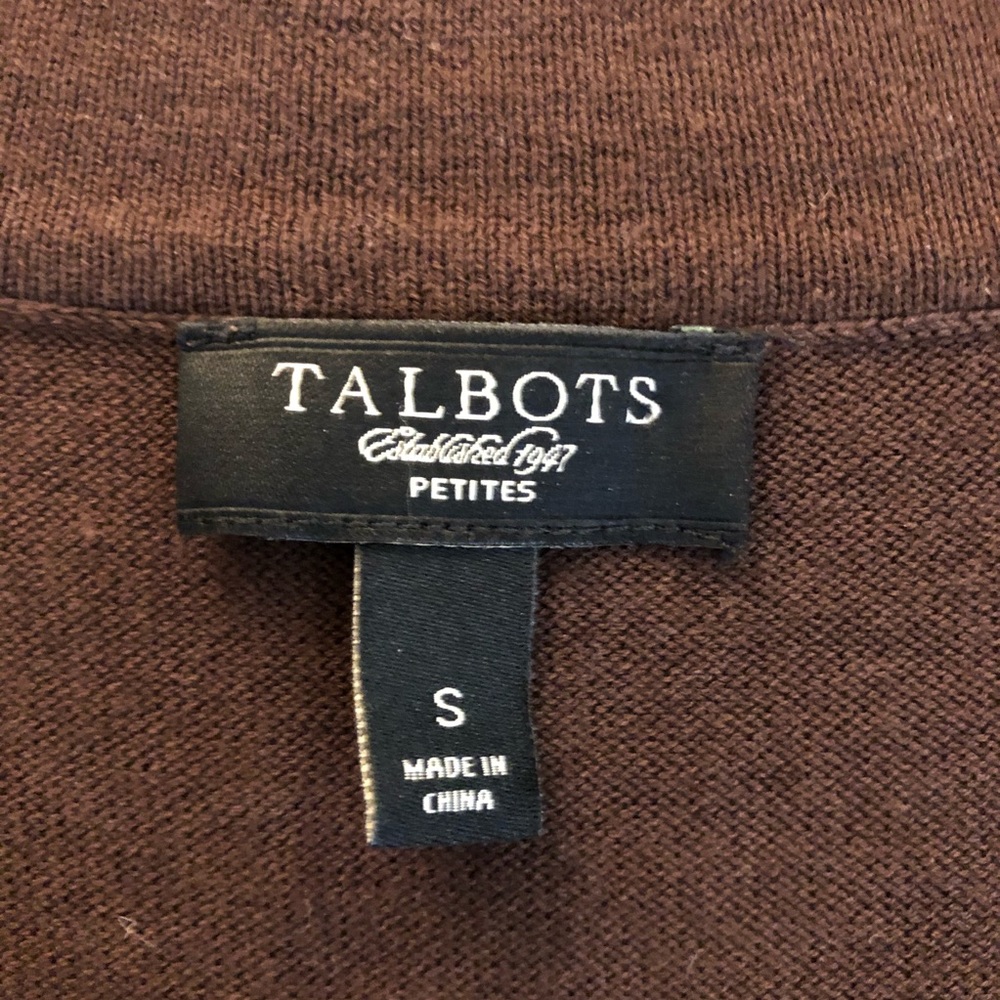 TALBOTS
Established 1947
PETITES
S
MADE IN
CHINA